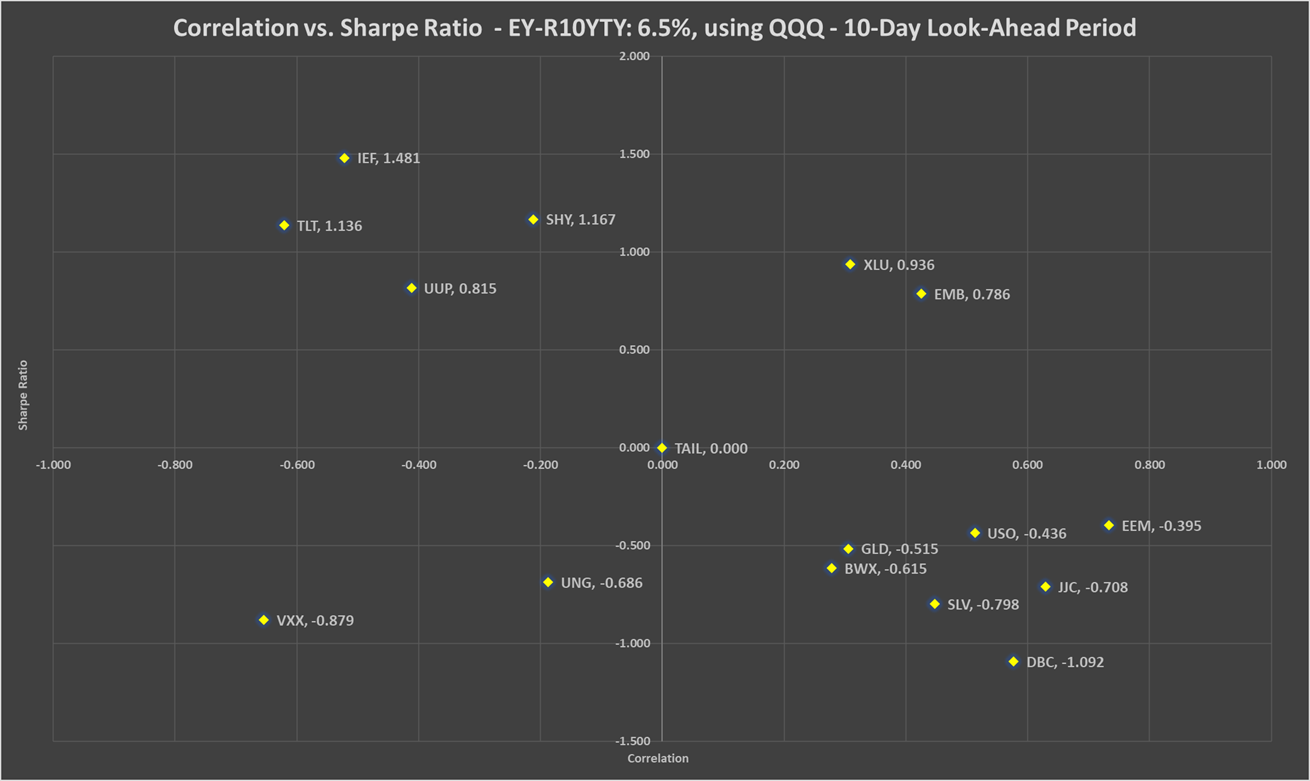 Correlation vs. Sharpe Ratio - EY-R10YTY: 6.5%, using QQQ - 10-Day Look-Ahead Period
2.000
IEF, 1.481
1.500
SHY, 1.167
TLT, 1.136
1.000
XLU, 0.936
UUP, 0.815
EMB, 0.786
0.500
Sharpe Ratio
0.000
TAIL, 0.000
-1.000 -0.800 -0.600 -0.400 -0.200 0.000 0.200 0.400 0.600 0.800 1.000
EEM, -0.395
USO, -0.436
-0.500
GLD, -0.515
BWX, -0.615
UNG, -0.686
JJC, -0.708
SLV, -0.798
VXX, -0.879
-1.000
DBC, -1.092
-1.500
Correlation